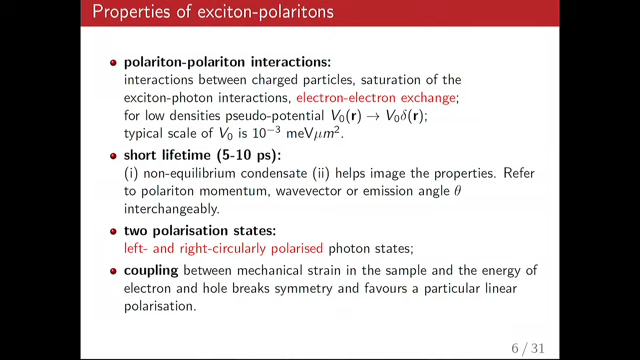 Properties of exciton-polaritons
polariton-polariton interactions:
interactions between charged particles, saturation of the
exciton-photon interactions, electron-electron exchange;
for low densities pseudo-potential V₀(r) → V₀δ(r);
typical scale of V₀ is 10⁻³ meVμm².
short lifetime (5-10 ps):
(i) non-equilibrium condensate (ii) helps image the properties. Refer
to polariton momentum, wavevector or emission angle θ
interchangeably.
two polarisation states:
left- and right-circularly polarised photon states;
coupling between mechanical strain in the sample and the energy of
electron and hole breaks symmetry and favours a particular linear
polarisation.
6 / 31